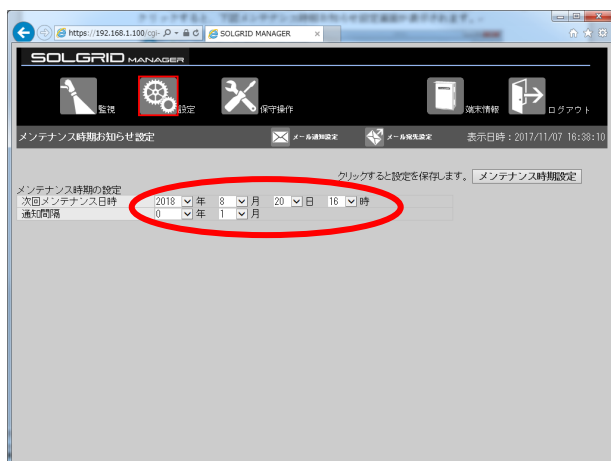 https://192.168.1.100/cgi-
SOLGRID MANAGER
SOLGRID MANAGER
監視
設定
保守操作
端末情報
ログアウト
メンテナンス時期お知らせ設定
メール通知設定
メール宛先設定
表示日時：2017/11/07 16:38:10
クリックすると設定を保存します。
メンテナンス時期設定
メンテナンス時期の設定
次回メンテナンス日時 2018 年 8 月 20 日 16 時
通知間隔 0 年 1 月